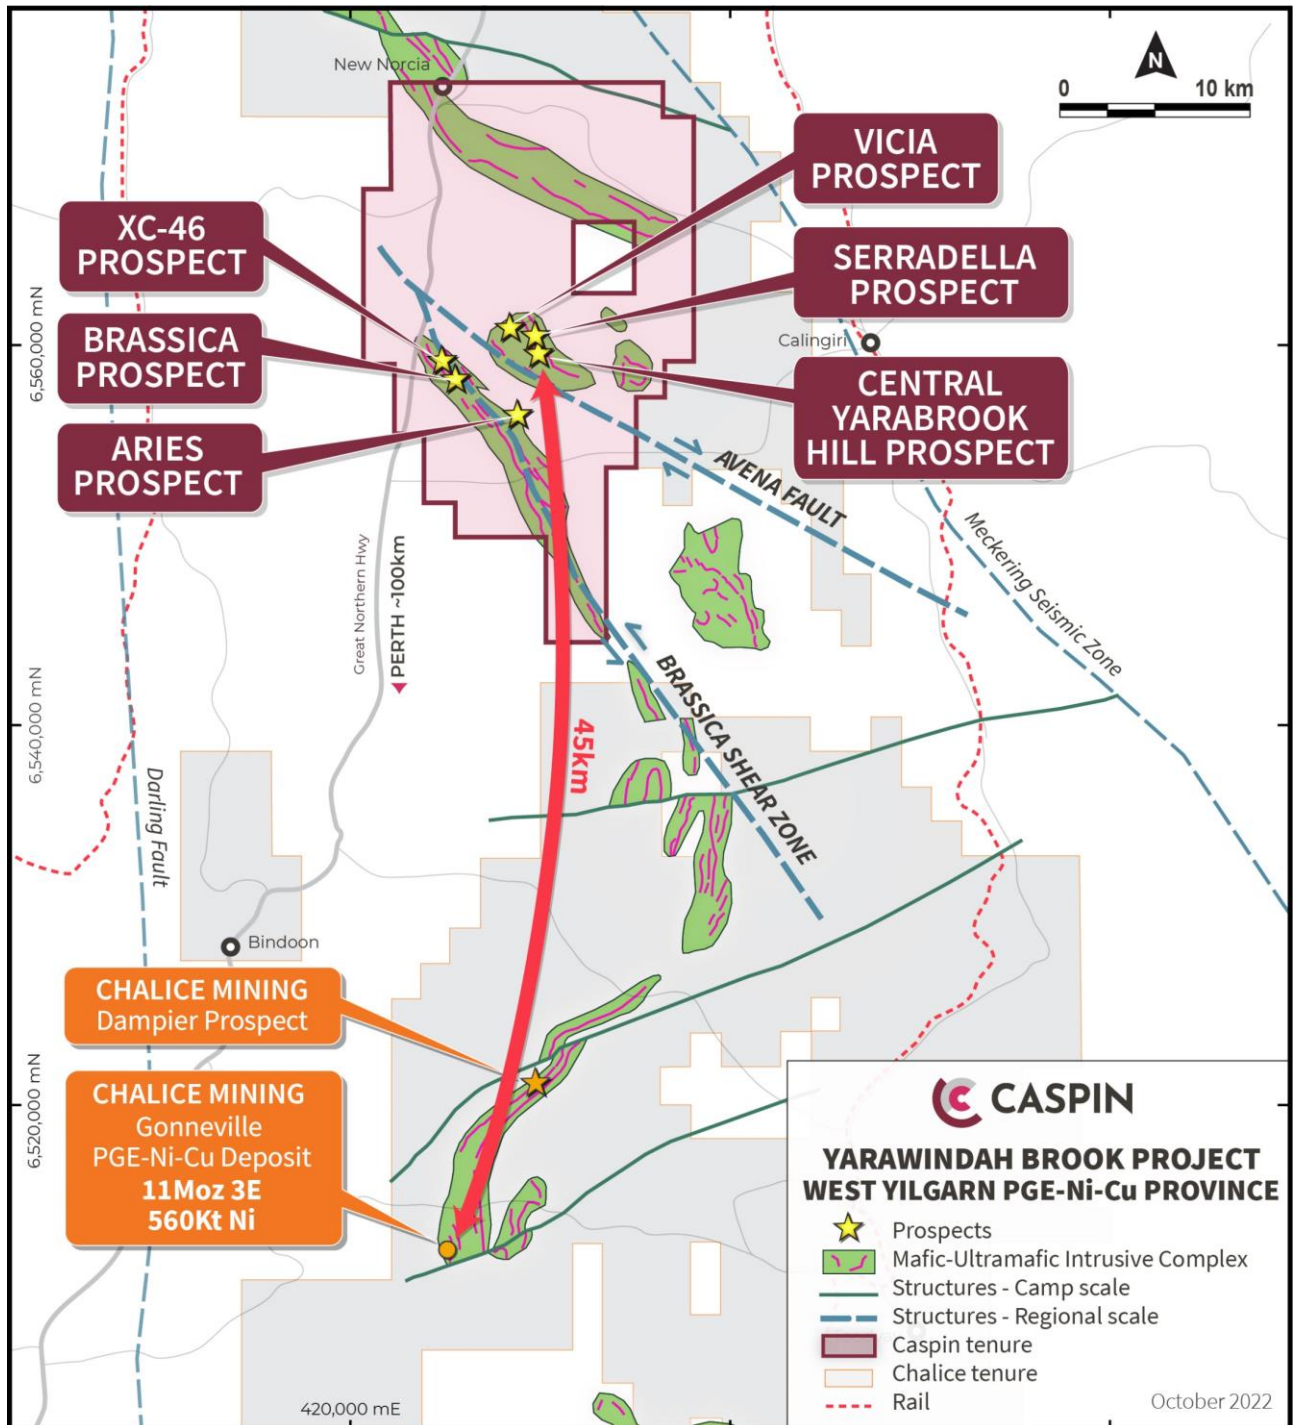 New Norcia
N
0 10 km
VICIA
PROSPECT
XC-46
PROSPECT
SERRADELLA
PROSPECT
6,560,000 mN
BRASSICA
PROSPECT
Calingiri
CENTRAL
YARABROOK
HILL PROSPECT
ARIES
PROSPECT
AVENA FAULT
Meckering Seismic Zone
Great Northern Hwy
PERTH ~100km
BRASSICA SHEAR ZONE
6,540,000 mN
45km
Darling Fault
Bindoon
CHALICE MINING
Dampier Prospect
6,520,000 mN
CHALICE MINING
Gonneville
PGE-Ni-Cu Deposit
11Moz 3E
560Kt Ni
CASPIN
YARAWINDAH BROOK PROJECT
WEST YILGARN PGE-Ni-Cu PROVINCE
Prospects
Mafic-Ultramafic Intrusive Complex
Structures - Camp scale
Structures - Regional scale
Caspin tenure
Chalice tenure
Rail
October 2022
420,000 mE